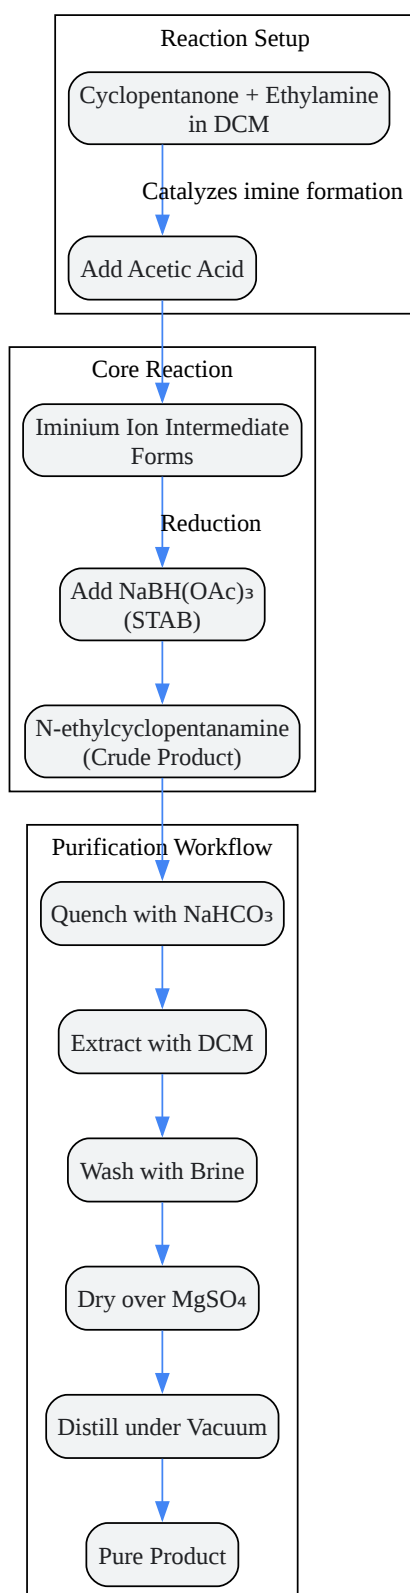 Reaction Setup
Cyclopentanone + Ethylamine
in DCM
Catalyzes imine formation
Add Acetic Acid
Core Reaction
Iminium Ion Intermediate
Forms
Reduction
Add NaBH(OAc)₃
(STAB)
N-ethylcyclopentanamine
(Crude Product)
Purification Workflow
Quench with NaHCO₃
Extract with DCM
Wash with Brine
Dry over MgSO₄
Distill under Vacuum
Pure Product